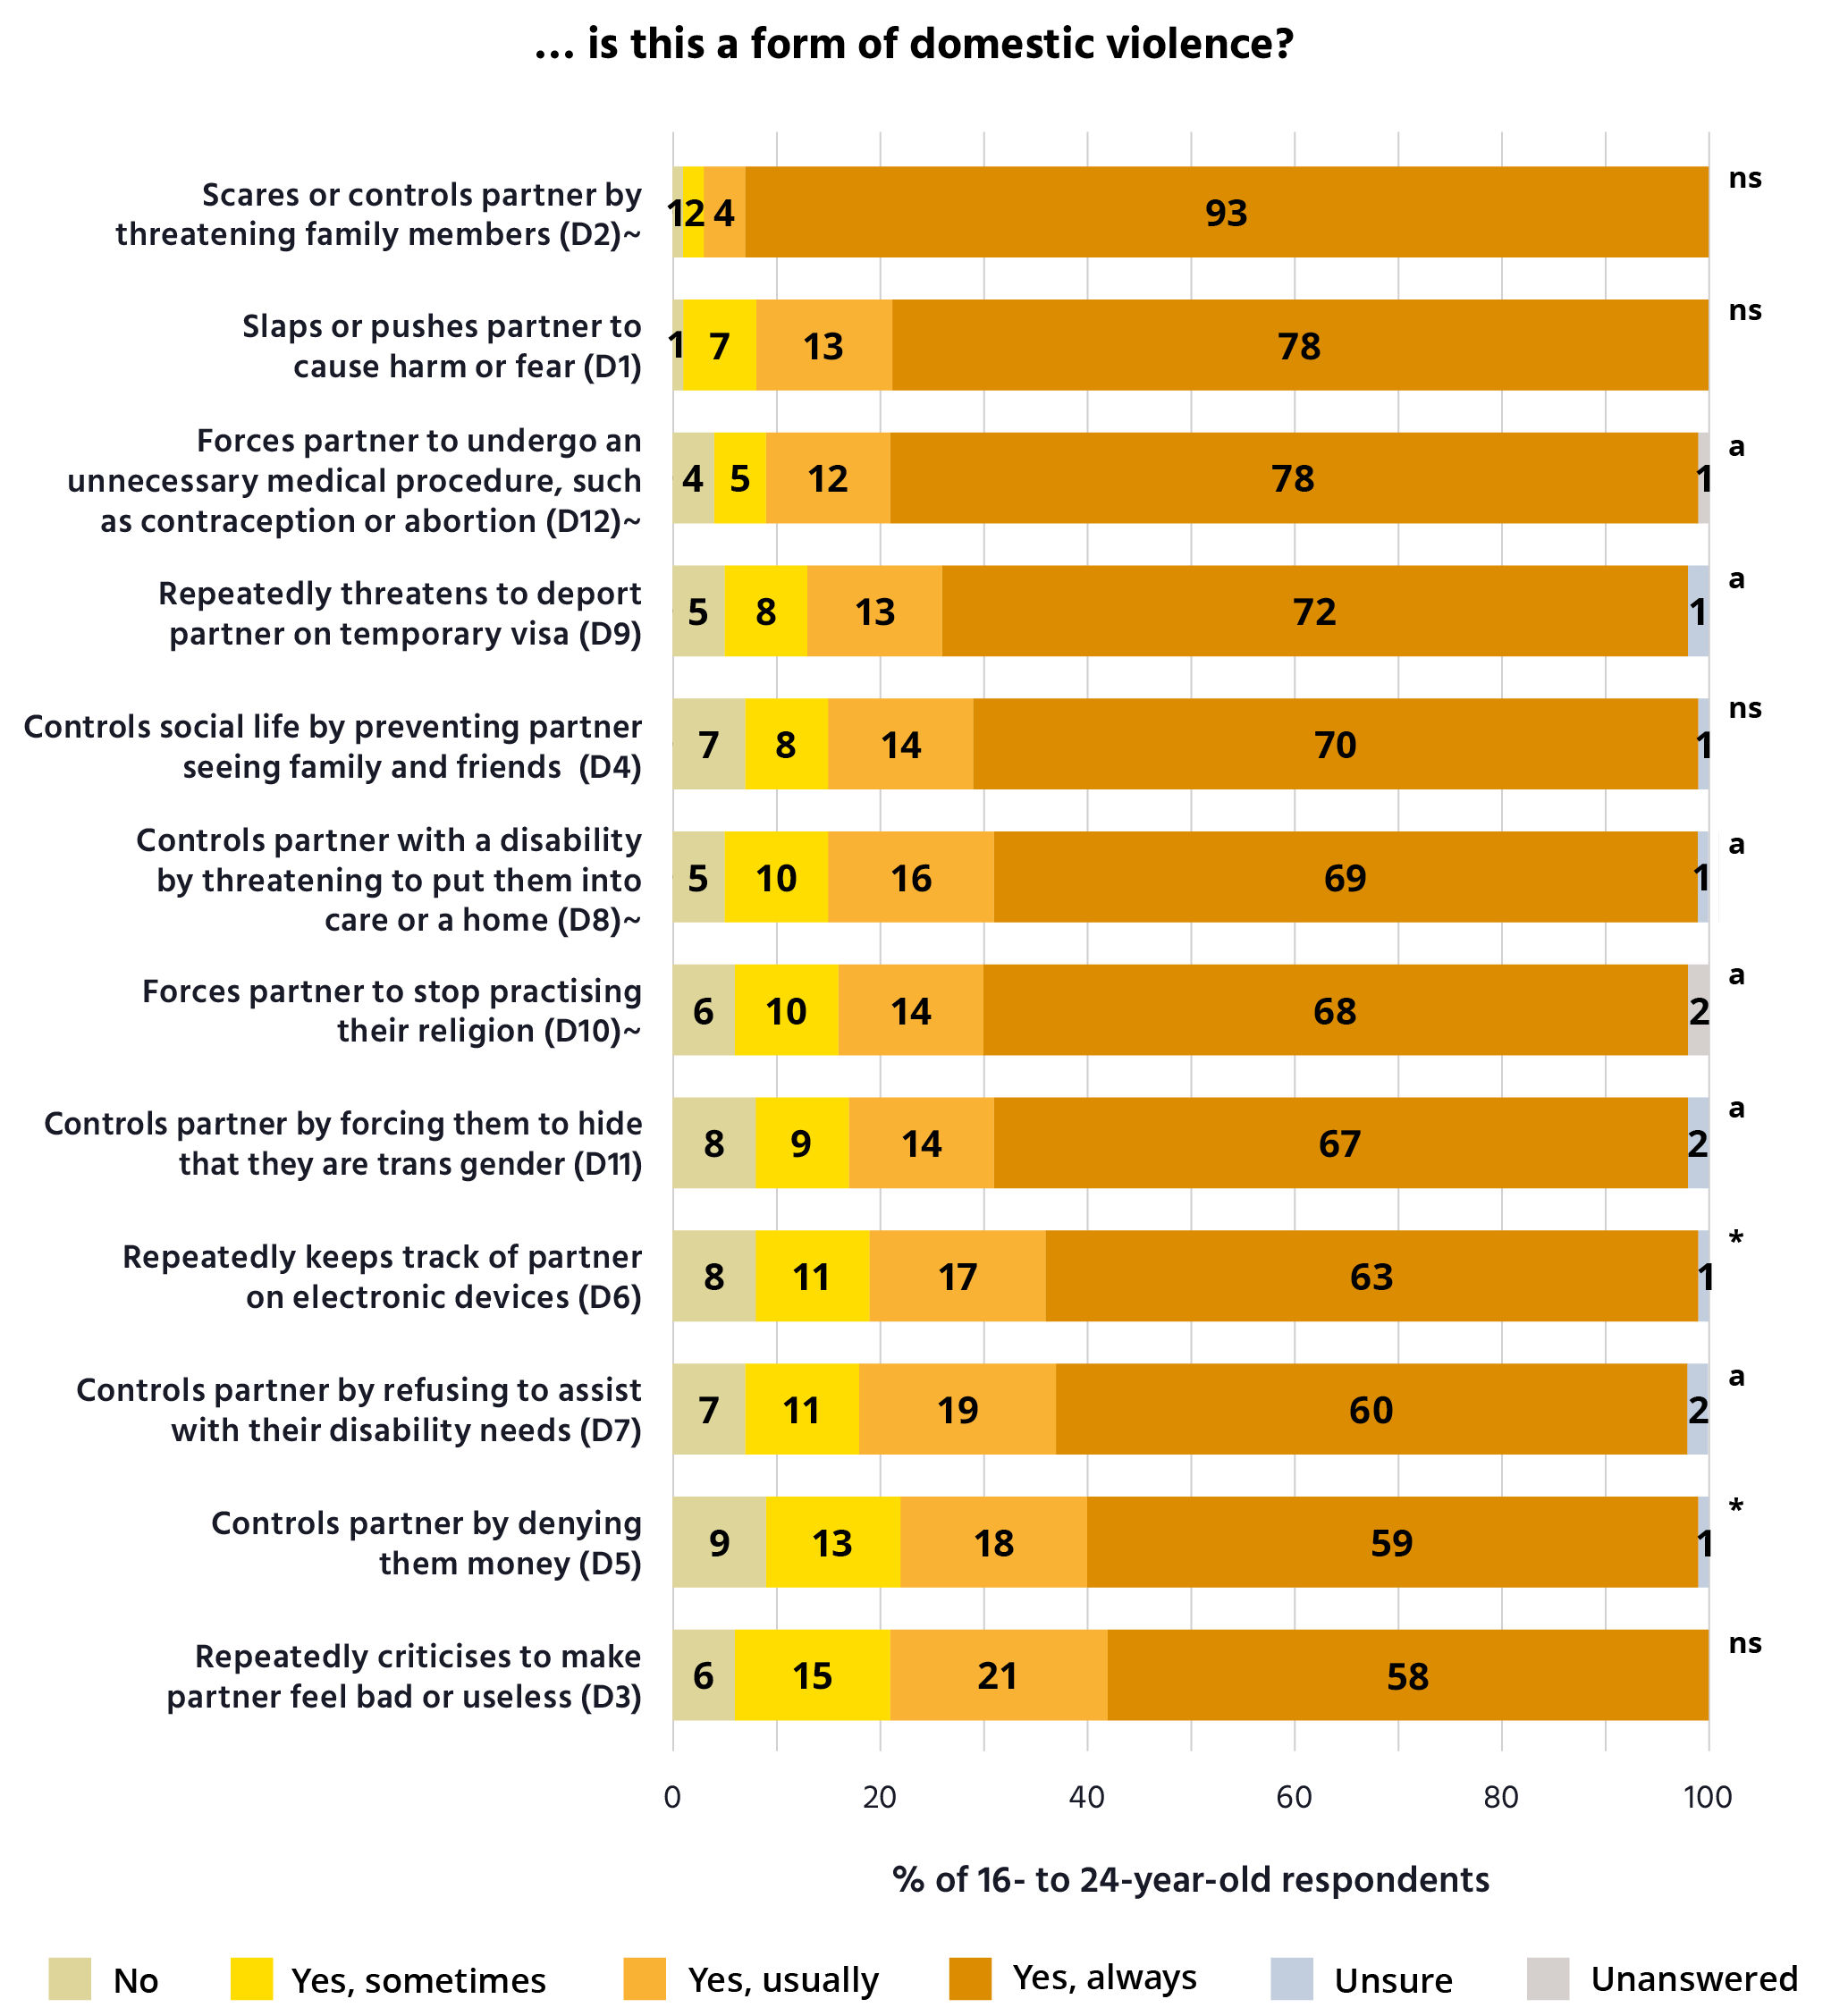 ... is this a form of domestic violence?
Scares or controls partner by
threatening family members (D2)~
1 2 4 93 ns
Slaps or pushes partner to
cause harm or fear (D1)
1 7 13 78 ns
Forces partner to undergo an
unnecessary medical procedure, such
as contraception or abortion (D12)~
4 5 12 78 1 a
Repeatedly threatens to deport
partner on temporary visa (D9)
5 8 13 72 1 a
Controls social life by preventing partner
seeing family and friends (D4)
7 8 14 70 1 ns
Controls partner with a disability
by threatening to put them into
care or a home (D8)~
5 10 16 69 1 a
Forces partner to stop practising
their religion (D10)~
6 10 14 68 2 a
Controls partner by forcing them to hide
that they are trans gender (D11)
8 9 14 67 2 a
Repeatedly keeps track of partner
on electronic devices (D6)
8 11 17 63 1 *
Controls partner by refusing to assist
with their disability needs (D7)
7 11 19 60 2 a
Controls partner by denying
them money (D5)
9 13 18 59 1 *
Repeatedly criticises to make
partner feel bad or useless (D3)
6 15 21 58 ns
0 20 40 60 80 100
% of 16- to 24-year-old respondents
No Yes, sometimes Yes, usually Yes, always Unsure Unanswered